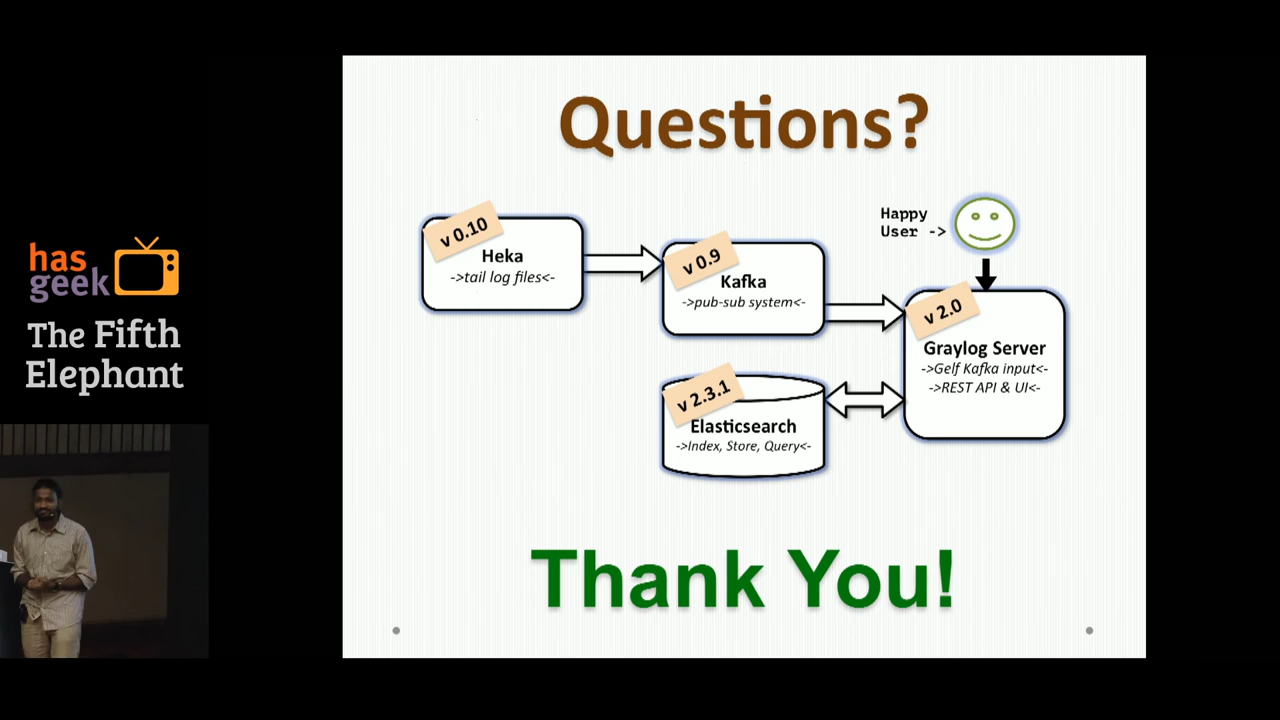 has
geek
The Fifth
Elephant
Questions?
v 0.10
Heka
->tail log files<-
v 0.9
Kafka
->pub-sub system<-
Happy
User ->
v 2.0
Graylog Server
->Gelf Kafka input<-
->REST API & UI<-
v 2.3.1
Elasticsearch
->Index, Store, Query<-
Thank You!